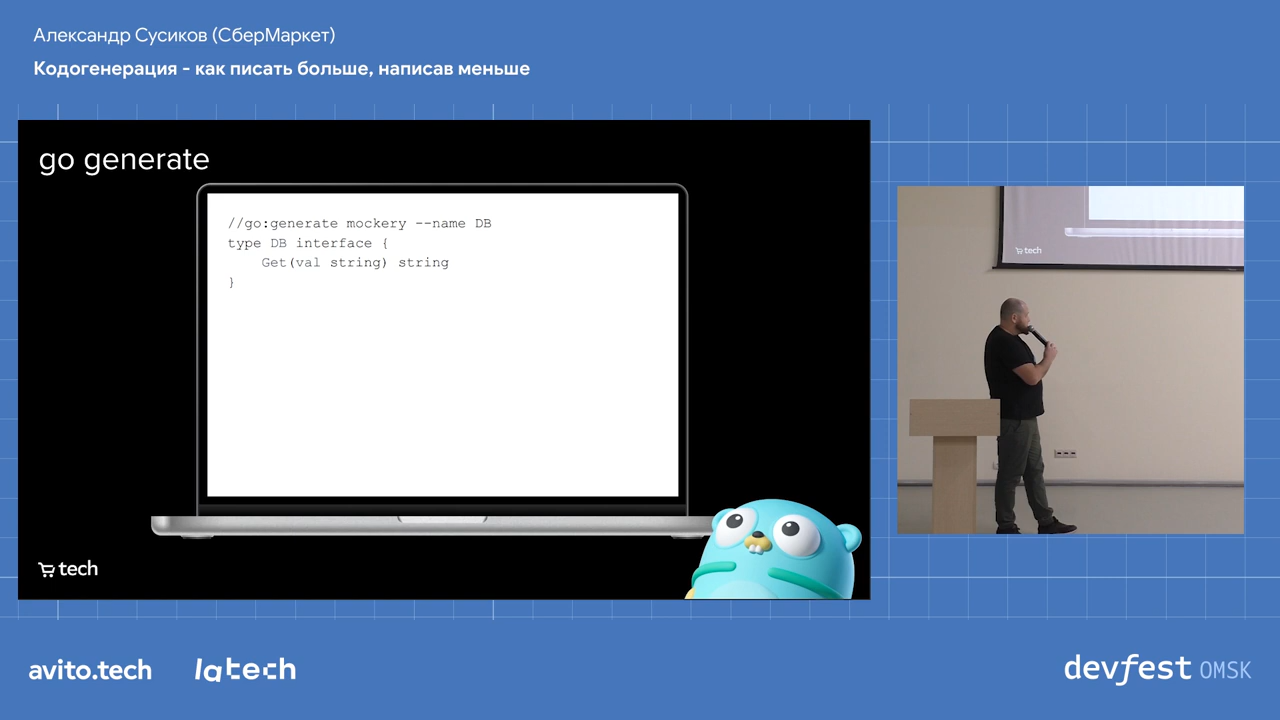 Александр Сусиков (СберМаркет)
Кодогенерация - как писать больше, написав меньше
go generate
//go:generate mockery --name DB
type DB interface {
    Get(val string) string
}
tech
tech
avito.tech
latech
devfest OMSK